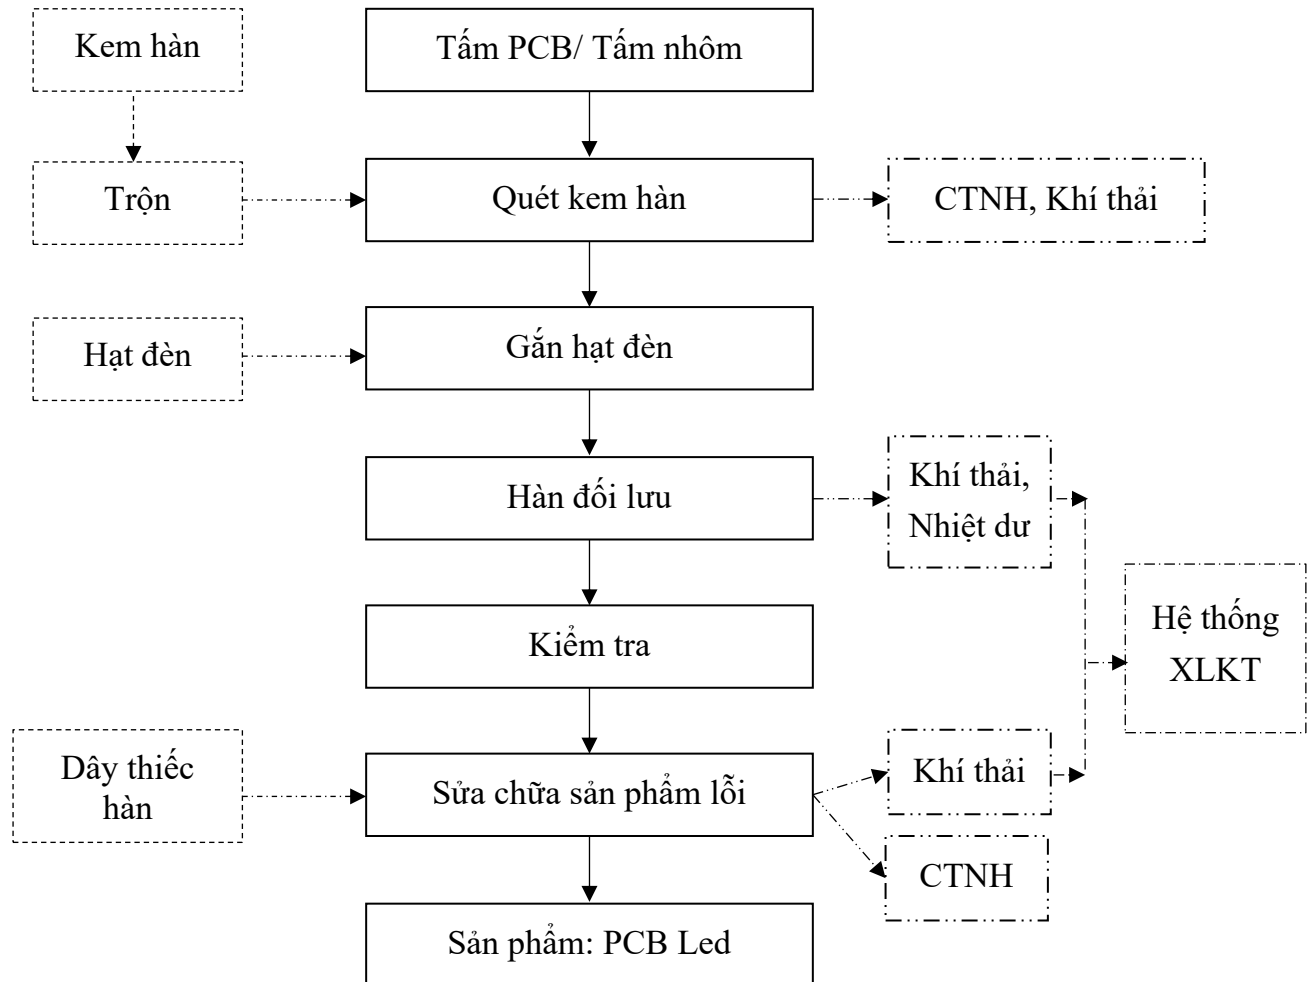 Kem hàn
Tấm PCB/ Tấm nhôm
Trộn
Quét kem hàn
CTNH, Khí thải
Hạt đèn
Gắn hạt đèn
Hàn đối lưu
Khí thải,
Nhiệt dư
Kiểm tra
Hệ thống
XLKT
Dây thiếc
hàn
Sửa chữa sản phẩm lỗi
Khí thải
CTNH
Sản phẩm: PCB Led